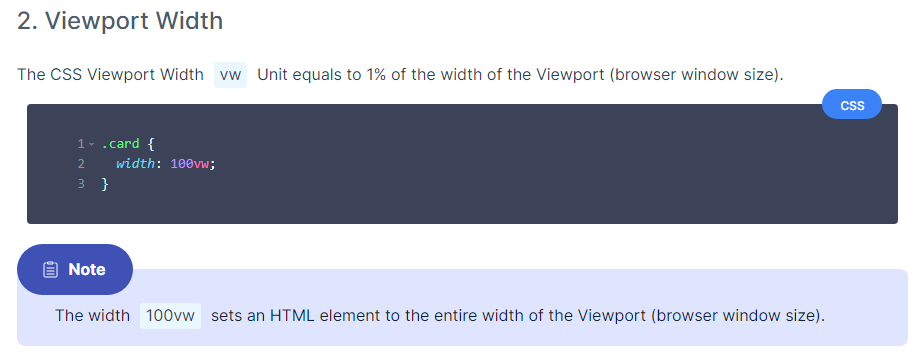 2. Viewport Width
The CSS Viewport Width vw Unit equals to 1% of the width of the Viewport (browser window size).
CSS
1 .card {
2 width: 100vw;
3 }
Note
The width 100vw sets an HTML element to the entire width of the Viewport (browser window size).